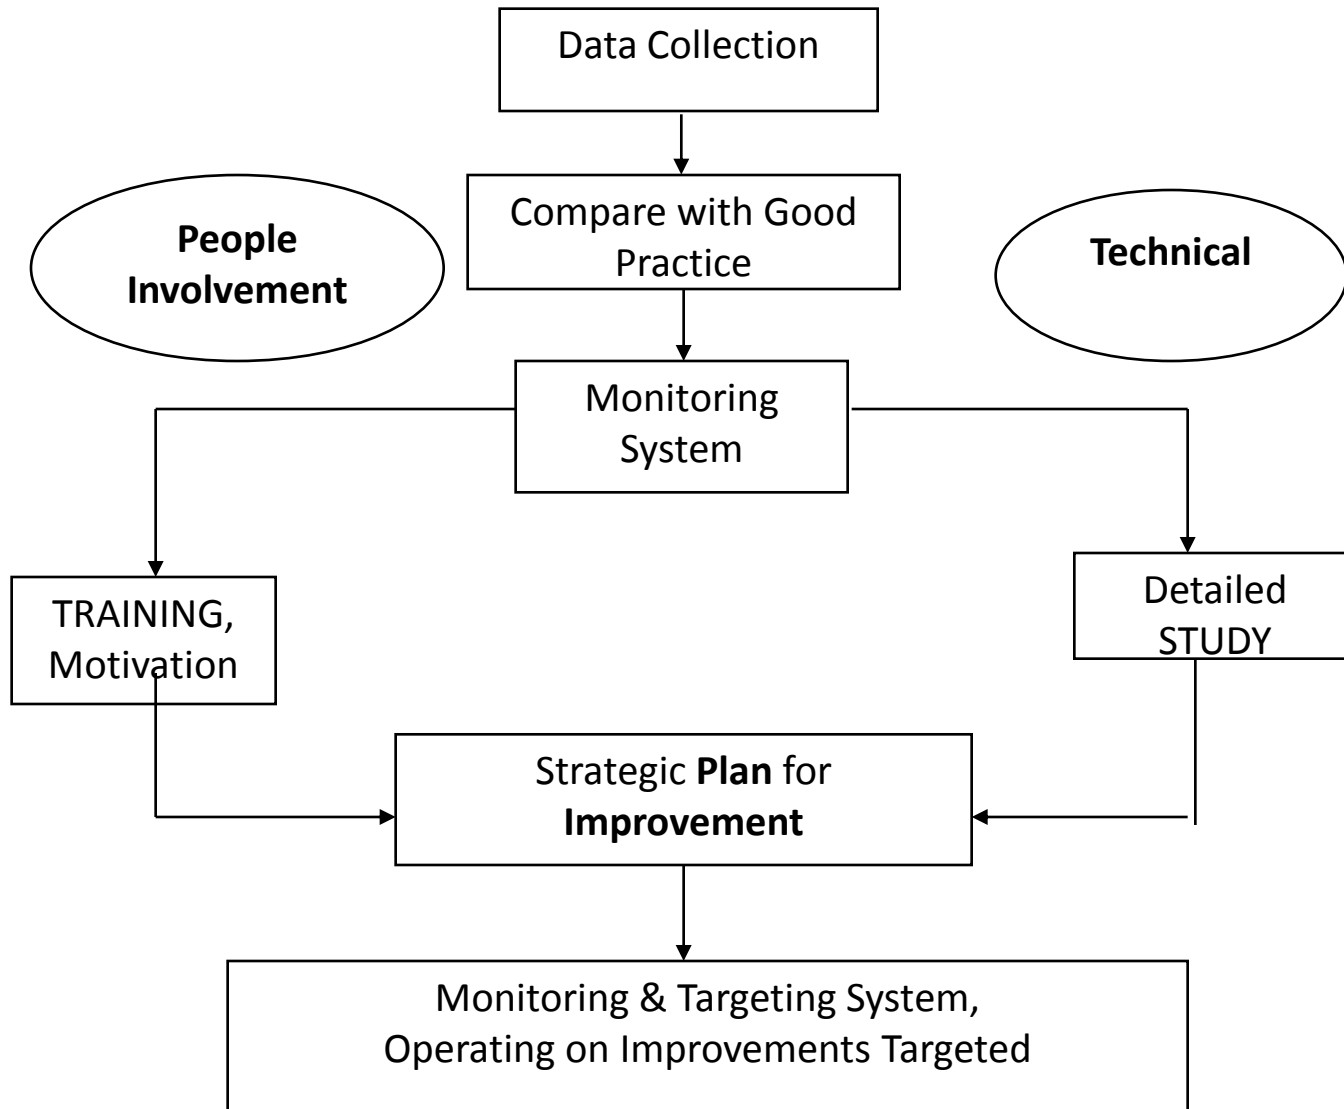 Data Collection
People
Involvement
Compare with Good
Practice
Technical
Monitoring
System
TRAINING,
Motivation
Detailed
STUDY
Strategic Plan for
Improvement
Monitoring & Targeting System,
Operating on Improvements Targeted